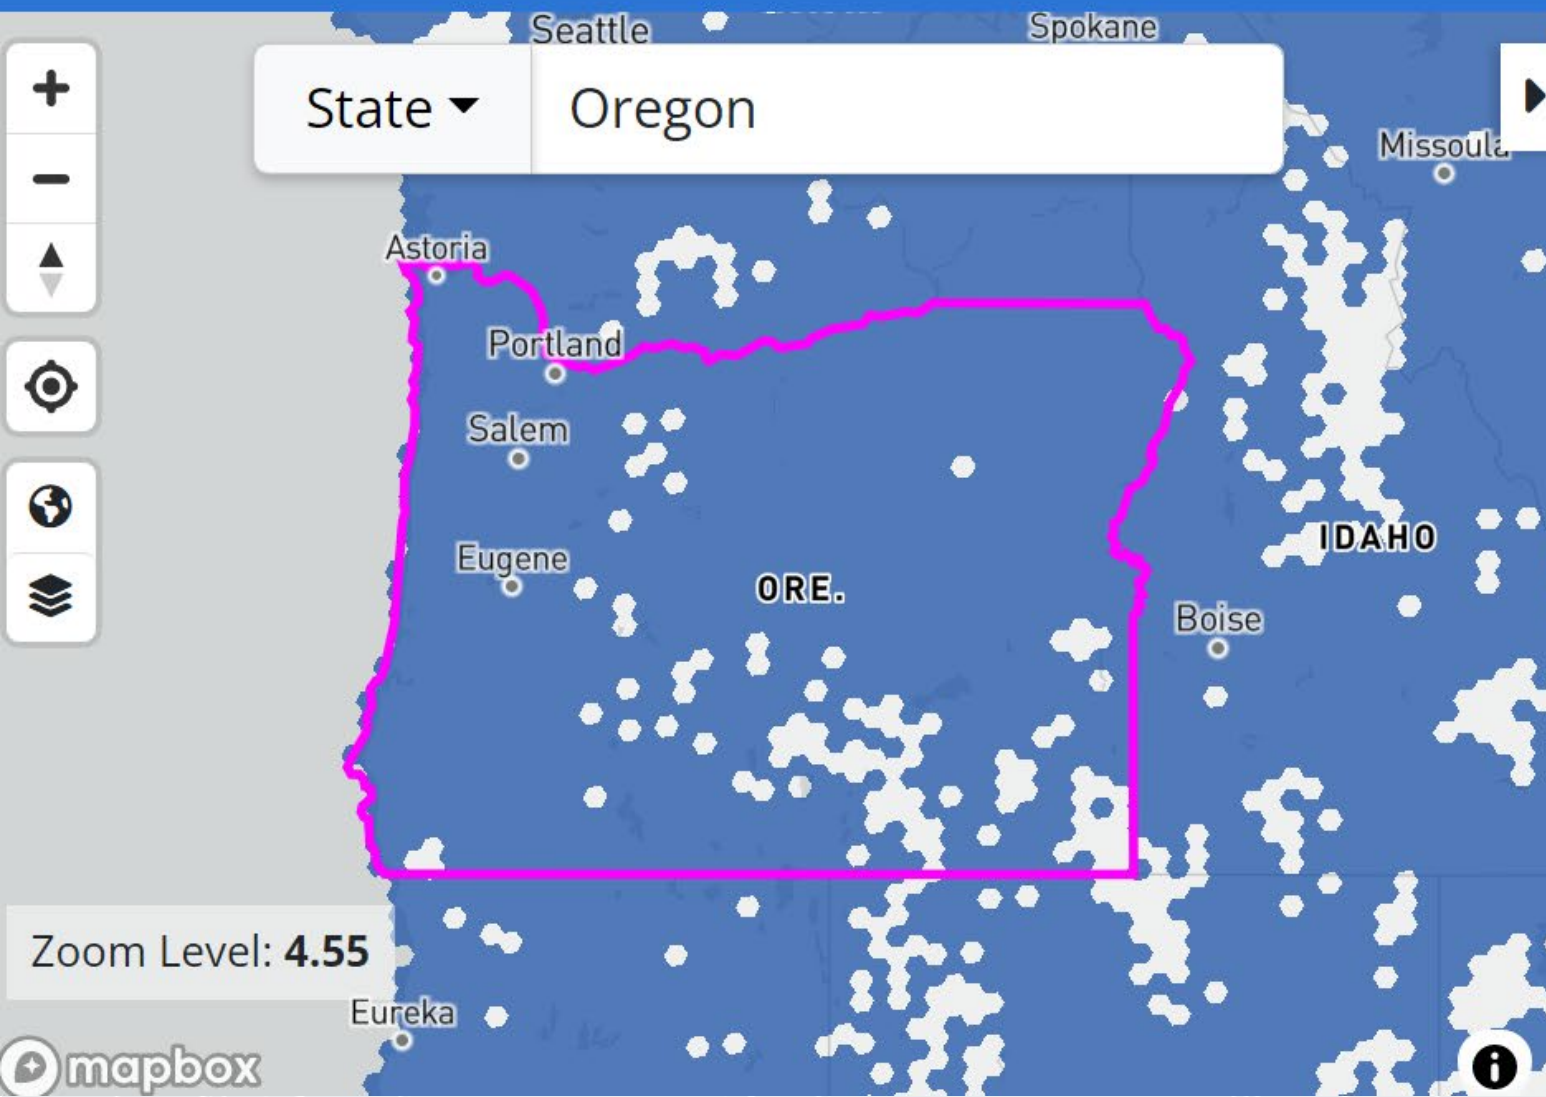 Seattle
Spokane
State
Oregon
Missoula
Astoria
Portland
Salem
Eugene
ORE.
IDAHO
Boise
Zoom Level: 4.55
Eureka
mapbox